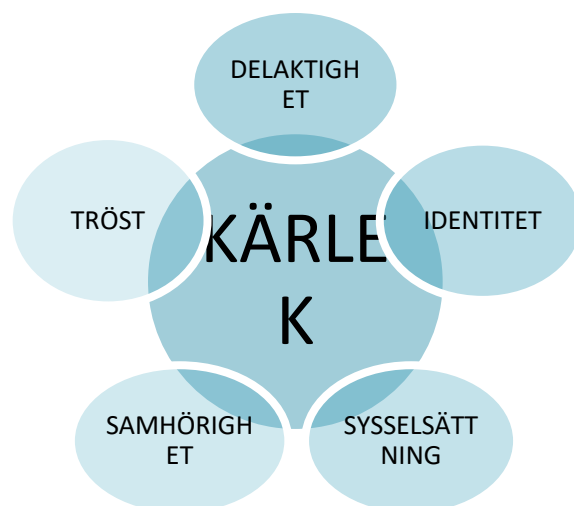 DELAKTIGH
ET
TRÖST
KÄRLE
K
IDENTITET
SAMHÖRIGH
ET
SYSSELSÄTT
NING